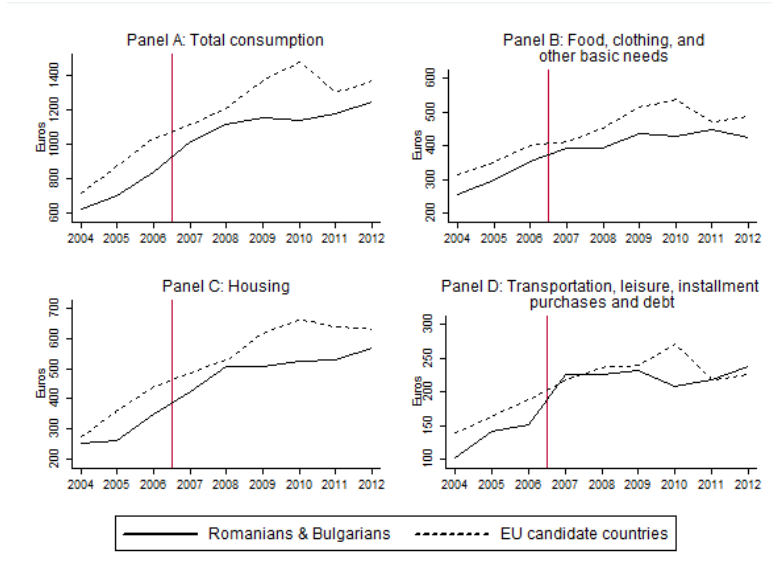 Panel A: Total consumption
Euros
600 800 1000 1200 1400
2004 2005 2006 2007 2008 2009 2010 2011 2012
Panel B: Food, clothing, and
other basic needs
Euros
200 300 400 500 600
2004 2005 2006 2007 2008 2009 2010 2011 2012
Panel C: Housing
Euros
200 300 400 500 600 700
2004 2005 2006 2007 2008 2009 2010 2011 2012
Panel D: Transportation, leisure, installment
purchases and debt
Euros
100 150 200 250 300
2004 2005 2006 2007 2008 2009 2010 2011 2012
Romanians & Bulgarians
EU candidate countries